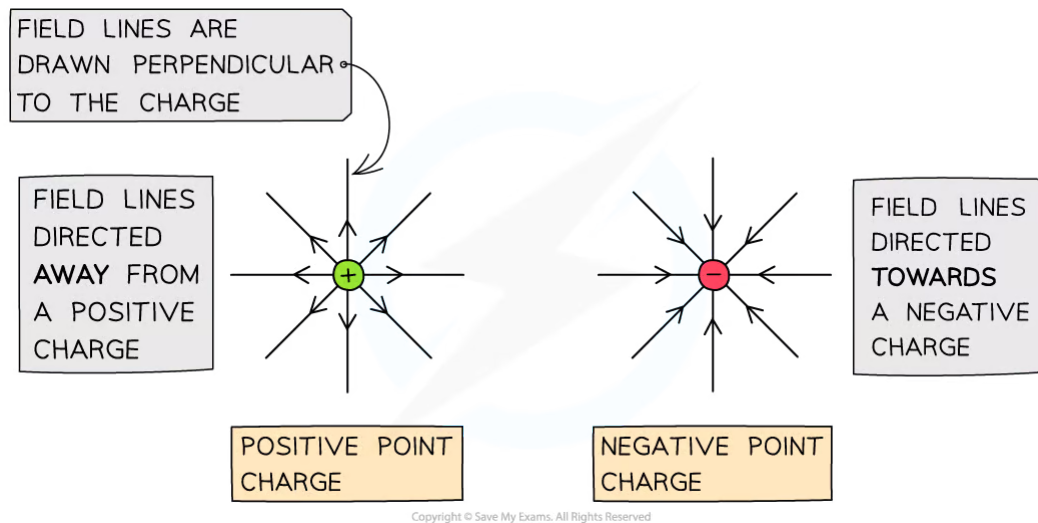 FIELD LINES ARE
DRAWN PERPENDICULAR
TO THE CHARGE
FIELD LINES
DIRECTED
AWAY FROM
A POSITIVE
CHARGE
+
−
FIELD LINES
DIRECTED
TOWARDS
A NEGATIVE
CHARGE
POSITIVE POINT
CHARGE
NEGATIVE POINT
CHARGE
Copyright © Save My Exams. All Rights Reserved